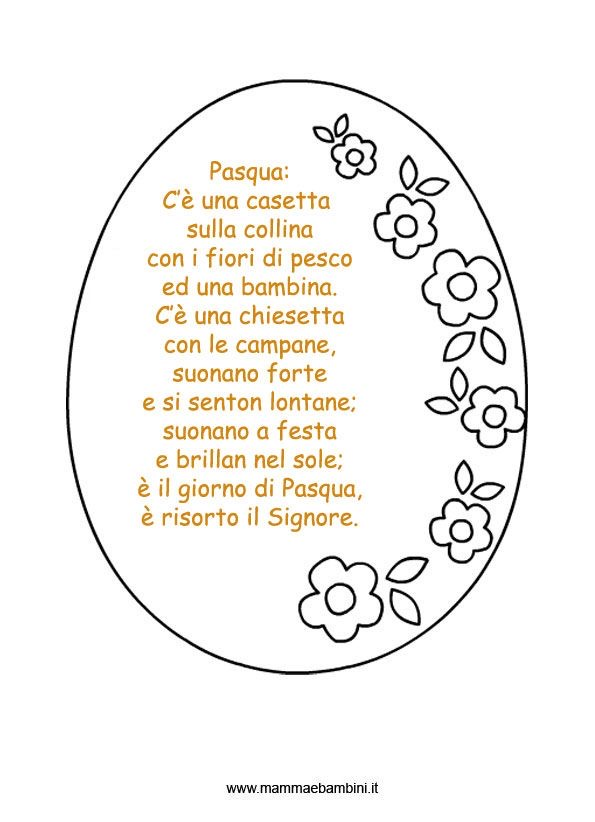 Pasqua:
C'è una casetta
sulla collina
con i fiori di pesco
ed una bambina.
C'è una chiesetta
con le campane,
suonano forte
e si senton lontane;
suonano a festa
e brillan nel sole;
è il giorno di Pasqua,
è risorto il Signore.
www.mammaebambini.it